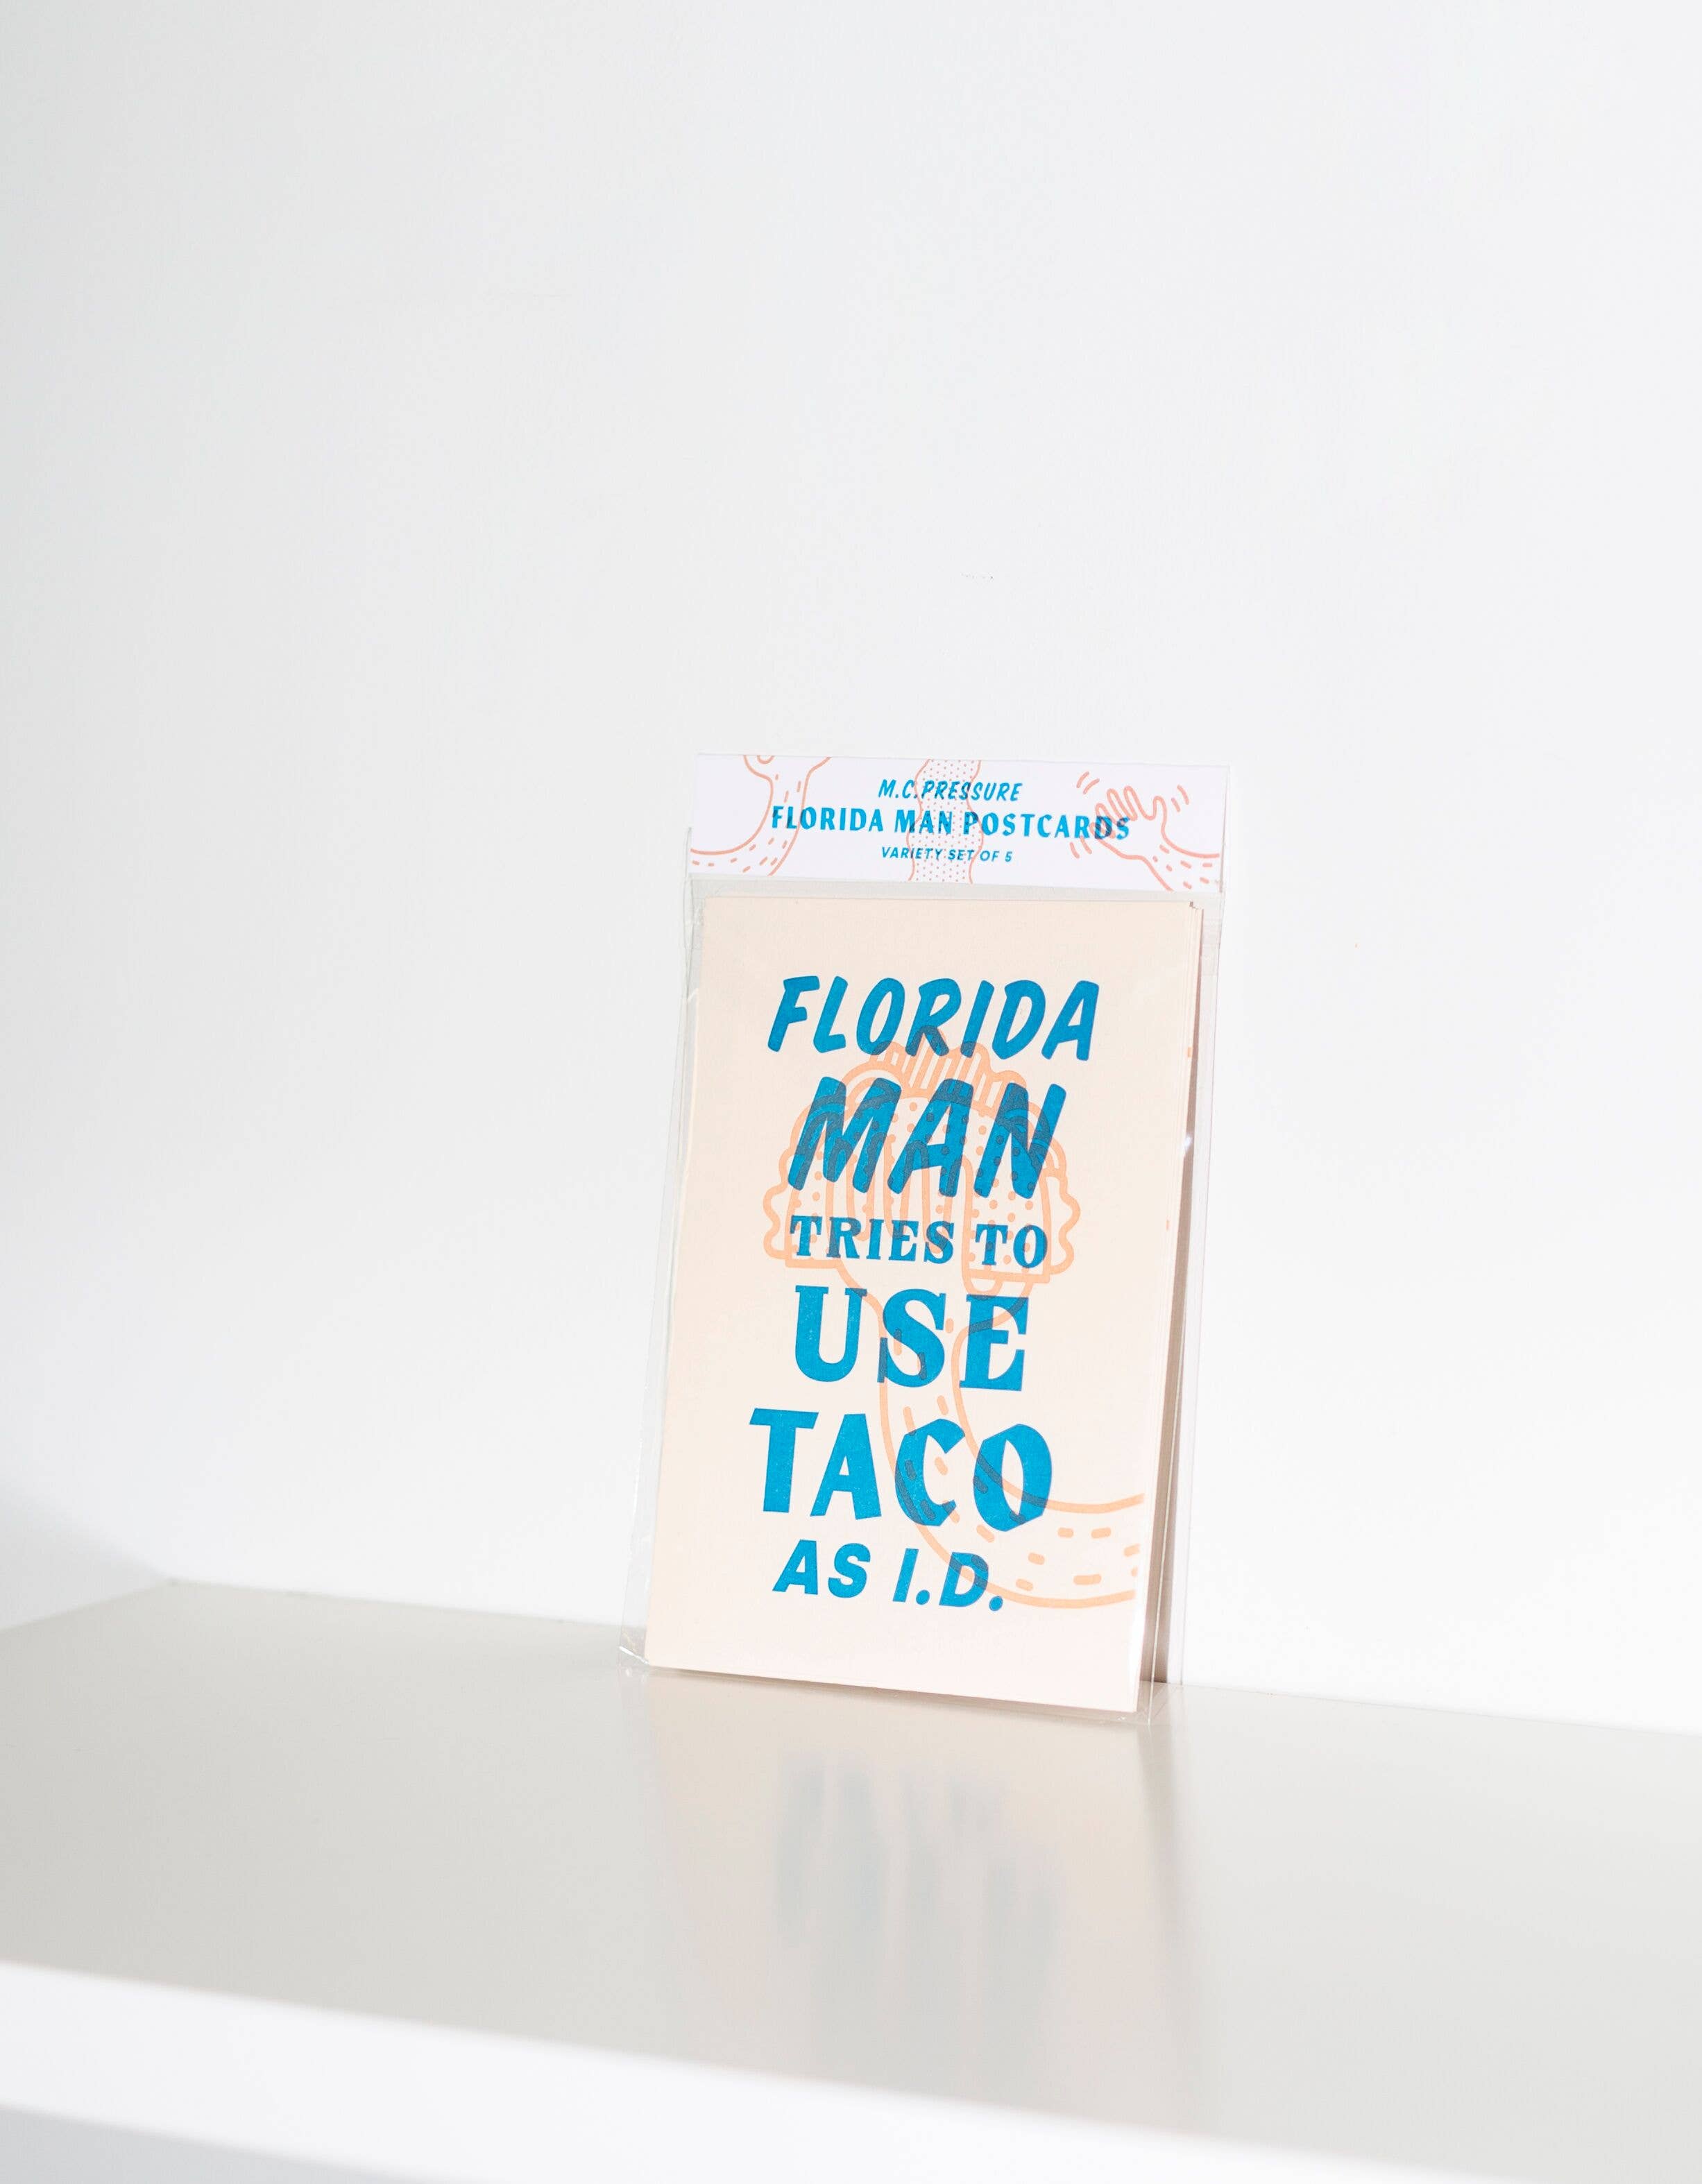 M.C. PRESSURE
FLORIDA MAN POSTCARDS
VARIETY SET OF 5
FLORIDA
MAN
TRIES TO
USE
TACO
AS I.D.